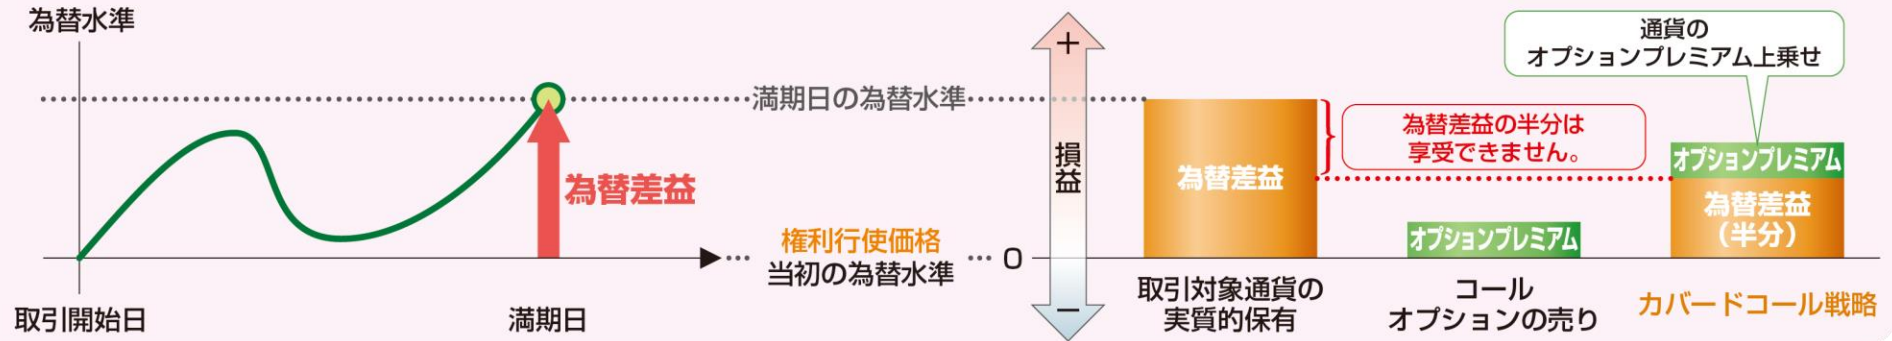 為替水準
満期日の為替水準
為替差益
権利行使価格
当初の為替水準
取引開始日
満期日
0
＋
損益
−
為替差益
取引対象通貨の
実質的保有
為替差益の半分は
享受できません。
オプションプレミアム
コール
オプションの売り
通貨の
オプションプレミアム上乗せ
オプションプレミアム
為替差益
（半分）
カバードコール戦略